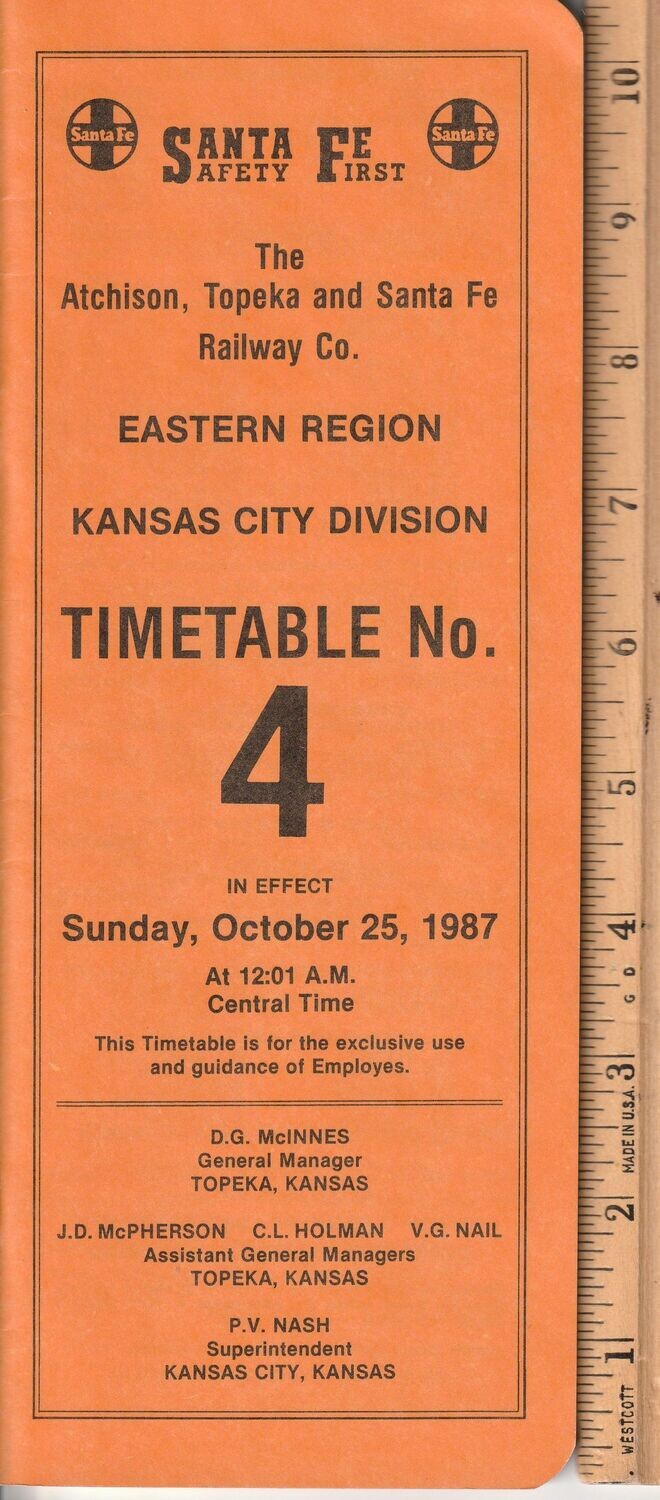 Santa Fe
Santa Fe
SANTA FE
SAFETY FIRST
The
Atchison, Topeka and Santa Fe
Railway Co.
EASTERN REGION
KANSAS CITY DIVISION
TIMETABLE No.
4
IN EFFECT
Sunday, October 25, 1987
At 12:01 A.M.
Central Time
This Timetable is for the exclusive use
and guidance of Employes.
D.G. McINNES
General Manager
TOPEKA, KANSAS
J.D. McPHERSON C.L. HOLMAN V.G. NAIL
Assistant General Managers
TOPEKA, KANSAS
P.V. NASH
Superintendent
KANSAS CITY, KANSAS
WESTCOTT
1
2
MADE IN U.S.A.
3
G D
4
5
6
7
8
9
10